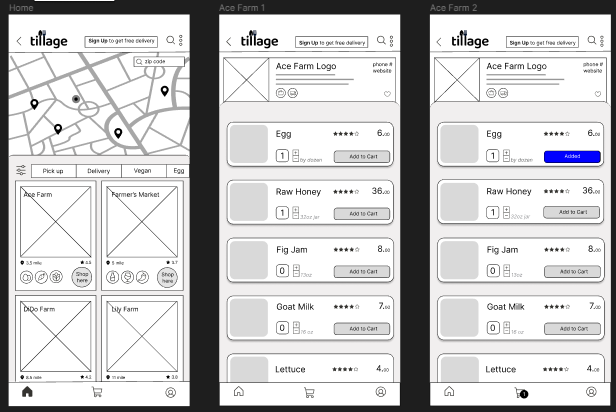 Home
tillage
Sign Up to get free delivery
zip code
Pick up
Delivery
Vegan
Egg
Ace Farm
3.5 mile
Shop here
Farmer's Market
5 mile
3.7
Shop here
DiDo Farm
8.5 mile
4.2
Lily Farm
11 mile
3.8
Ace Farm 1
tillage
Sign Up to get free delivery
Ace Farm Logo
phone #
website
Egg
6.00
1
by dozen
Add to Cart
Raw Honey
36.00
1
32oz jar
Add to Cart
Fig Jam
8.00
0
13oz
Add to Cart
Goat Milk
7.00
0
16 oz
Add to Cart
Lettuce
4.00
Ace Farm 2
tillage
Sign Up to get free delivery
Ace Farm Logo
phone #
website
Egg
6.00
1
by dozen
Added
Raw Honey
36.00
1
32oz jar
Add to Cart
Fig Jam
8.00
0
13oz
Add to Cart
Goat Milk
7.00
0
16 oz
Add to Cart
Lettuce
4.00
1